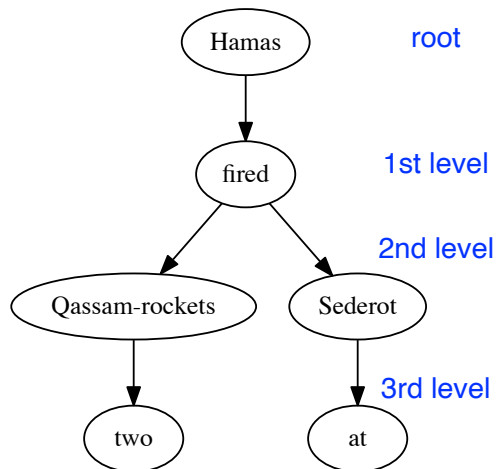 Hamas
root
fired
1st level
2nd level
Qassam-rockets
Sederot
3rd level
two
at